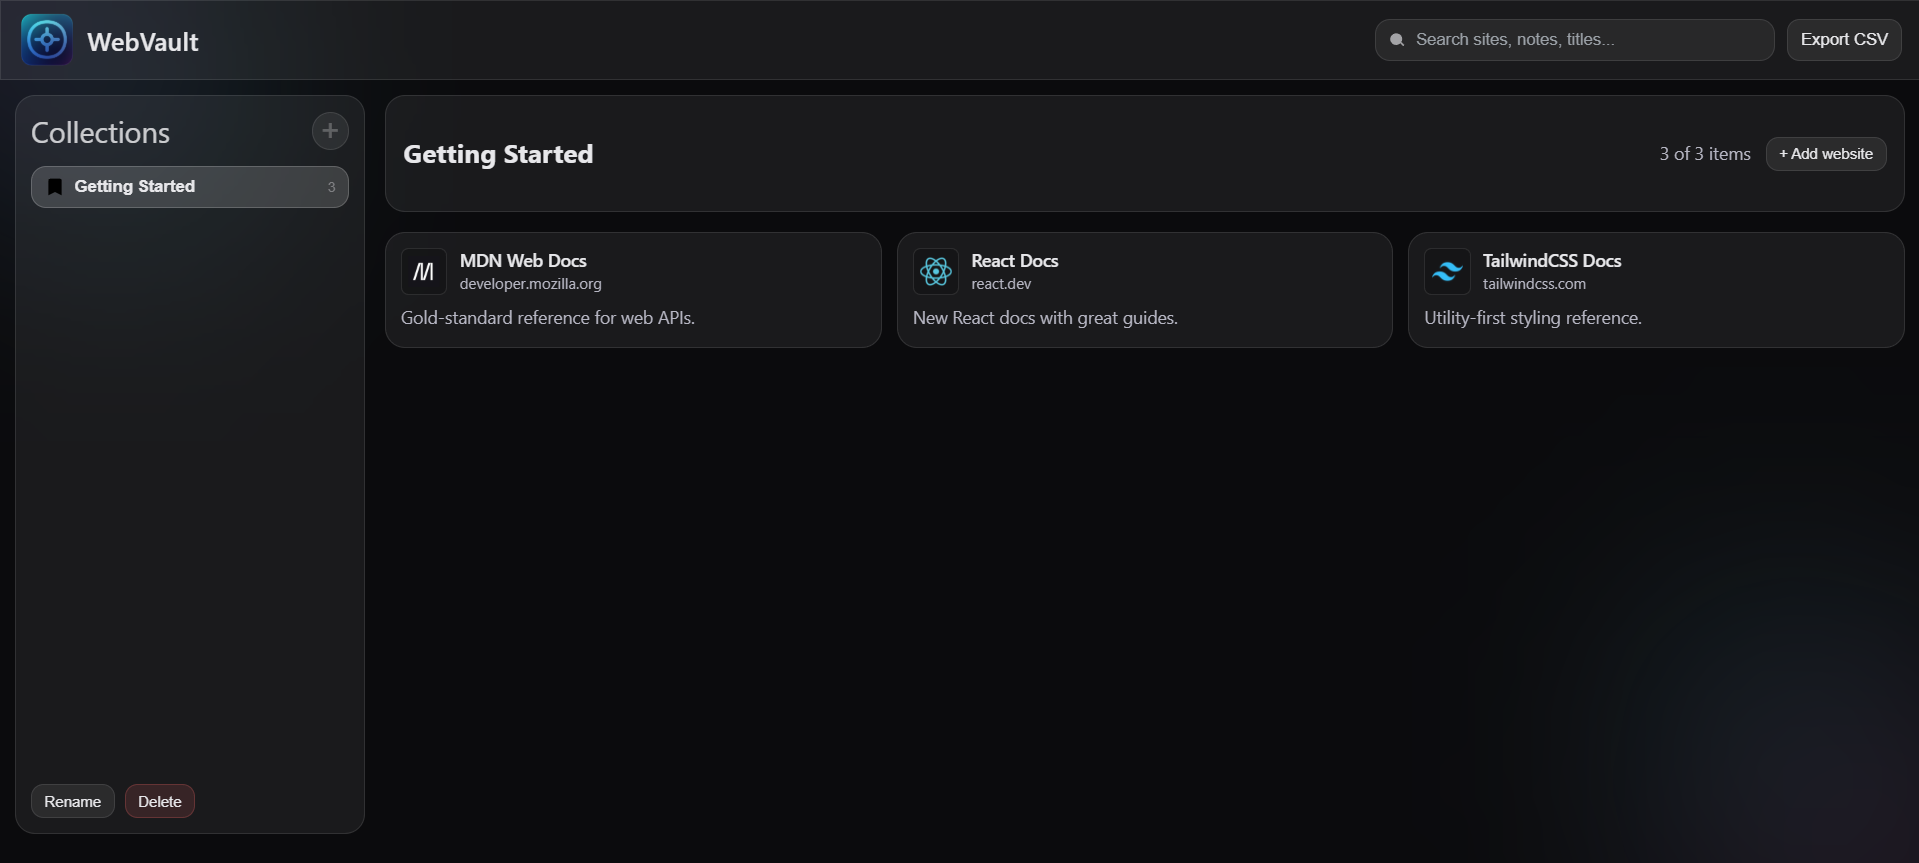 WebVault
Search sites, notes, titles...
Export CSV
Collections
Getting Started
3
Rename
Delete
Getting Started
3 of 3 items
+ Add website
MDN Web Docs
developer.mozilla.org
Gold-standard reference for web APIs.
React Docs
react.dev
New React docs with great guides.
TailwindCSS Docs
tailwindcss.com
Utility-first styling reference.